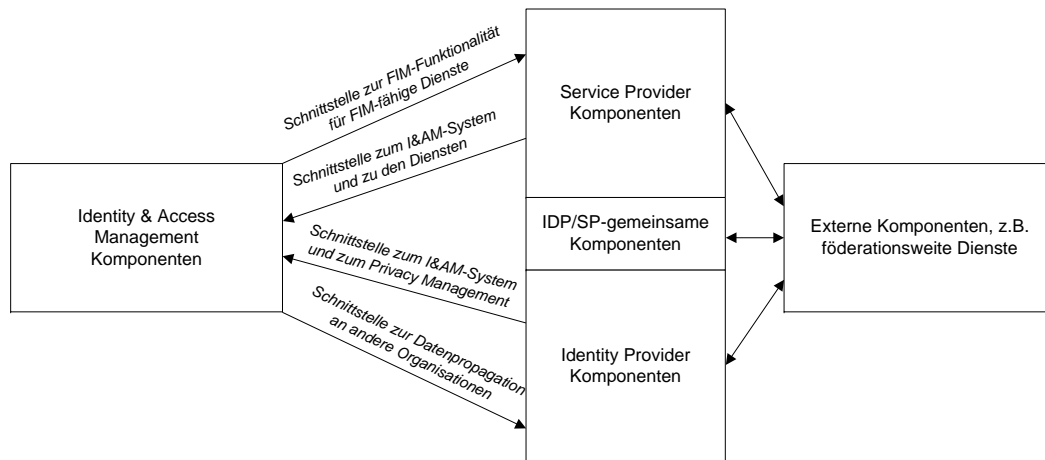 Schnittstelle zur FIM-Funktionalität
für FIM-fähige Dienste
Schnittstelle zum I&AM-System
und zu den Diensten
Identity & Access
Management
Komponenten
Schnittstelle zum I&AM-System
und zum Privacy Management
Schnittstelle zur Datenpropagation
an andere Organisationen
Service Provider
Komponenten
IDP/SP-gemeinsame
Komponenten
Identity Provider
Komponenten
Externe Komponenten, z.B.
föderationsweite Dienste